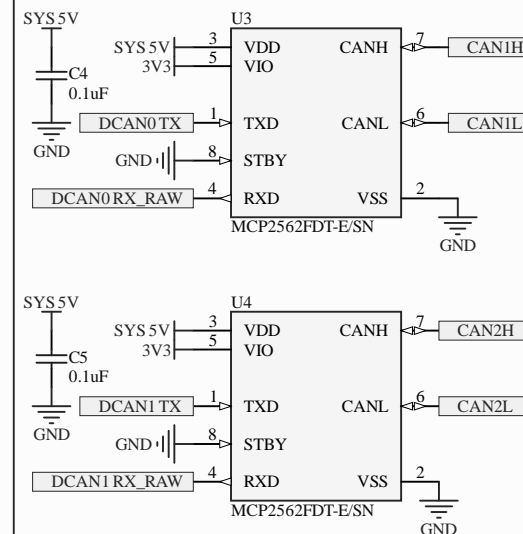 SYS 5V
C4
0.1uF
GND
U3
SYS 5V 3 VDD CANH 7 CAN1H
3V3 5 VIO
DCAN0 TX 1 TXD CANL 6 CAN1L
GND 8 STBY
DCAN0 RX_RAW 4 RXD VSS 2
GND
MCP2562FDT-E/SN
SYS 5V
C5
0.1uF
GND
U4
SYS 5V 3 VDD CANH 7 CAN2H
3V3 5 VIO
DCAN1 TX 1 TXD CANL 6 CAN2L
GND 8 STBY
DCAN1 RX_RAW 4 RXD VSS 2
GND
MCP2562FDT-E/SN